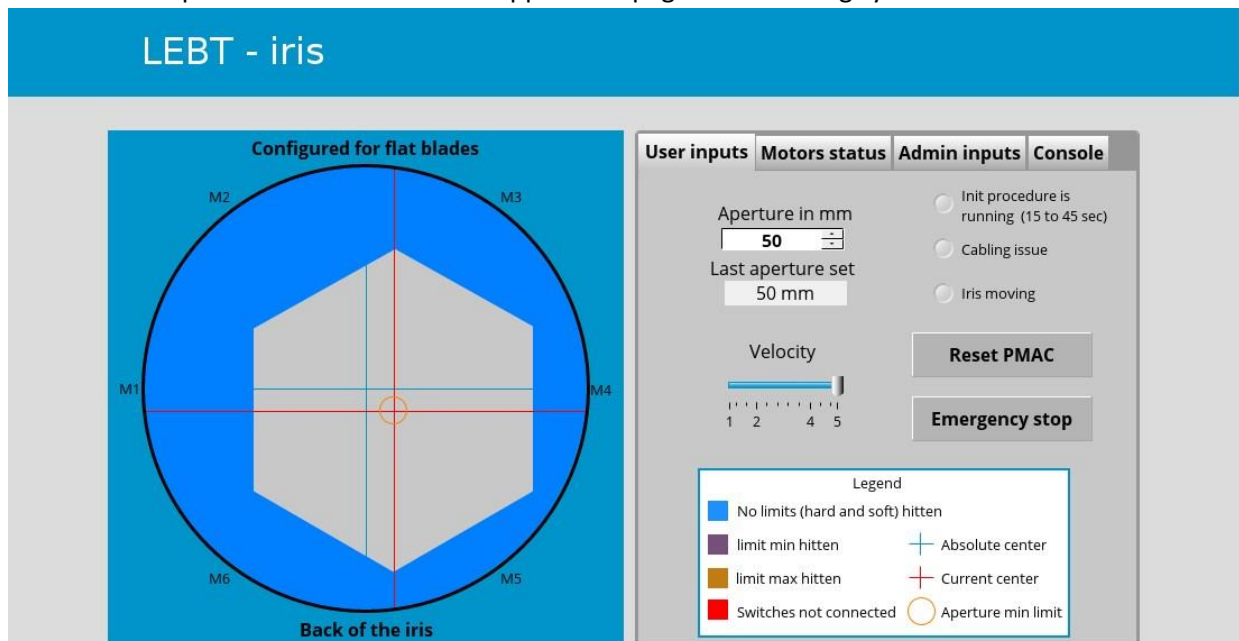 LEBT - iris
Configured for flat blades
M2
M3
M1
M4
M6
M5
Back of the iris
User inputs Motors status Admin inputs Console
Aperture in mm
50
Last aperture set
50 mm
Init procedure is
running (15 to 45 sec)
Cabling issue
Iris moving
Velocity
1 2 4 5
Reset PMAC
Emergency stop
Legend
No limits (hard and soft) hitten
limit min hitten
Absolute center
limit max hitten
Current center
Switches not connected
Aperture min limit